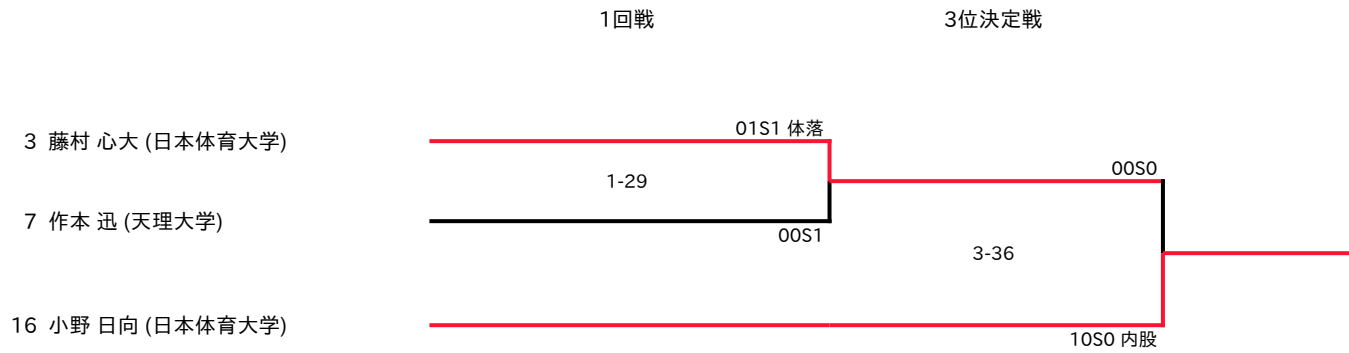 1回戦 3位決定戦
01S1 体落
3 藤村 心大 (日本体育大学)
00S0
1-29
7 作本 迅 (天理大学)
00S1
3-36
16 小野 日向 (日本体育大学)
10S0 内股